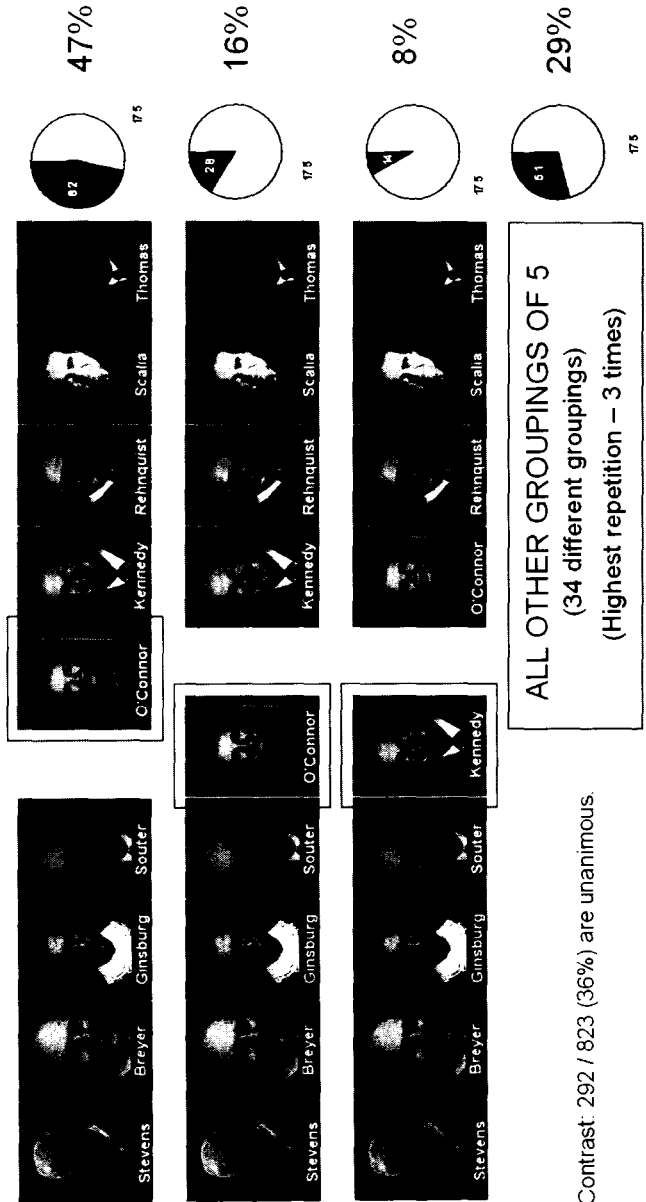 Stevens Breyer Ginsburg Souter O'Connor Kennedy Rehnquist Scalia Thomas 82 175 47%
Stevens Breyer Ginsburg Souter O'Connor Kennedy Rehnquist Scalia Thomas 28 175 16%
Stevens Breyer Ginsburg Souter Kennedy O'Connor Rehnquist Scalia Thomas 14 175 8%
ALL OTHER GROUPINGS OF 5
(34 different groupings)
(Highest repetition – 3 times)
51 175 29%
Contrast: 292 / 823 (36%) are unanimous.